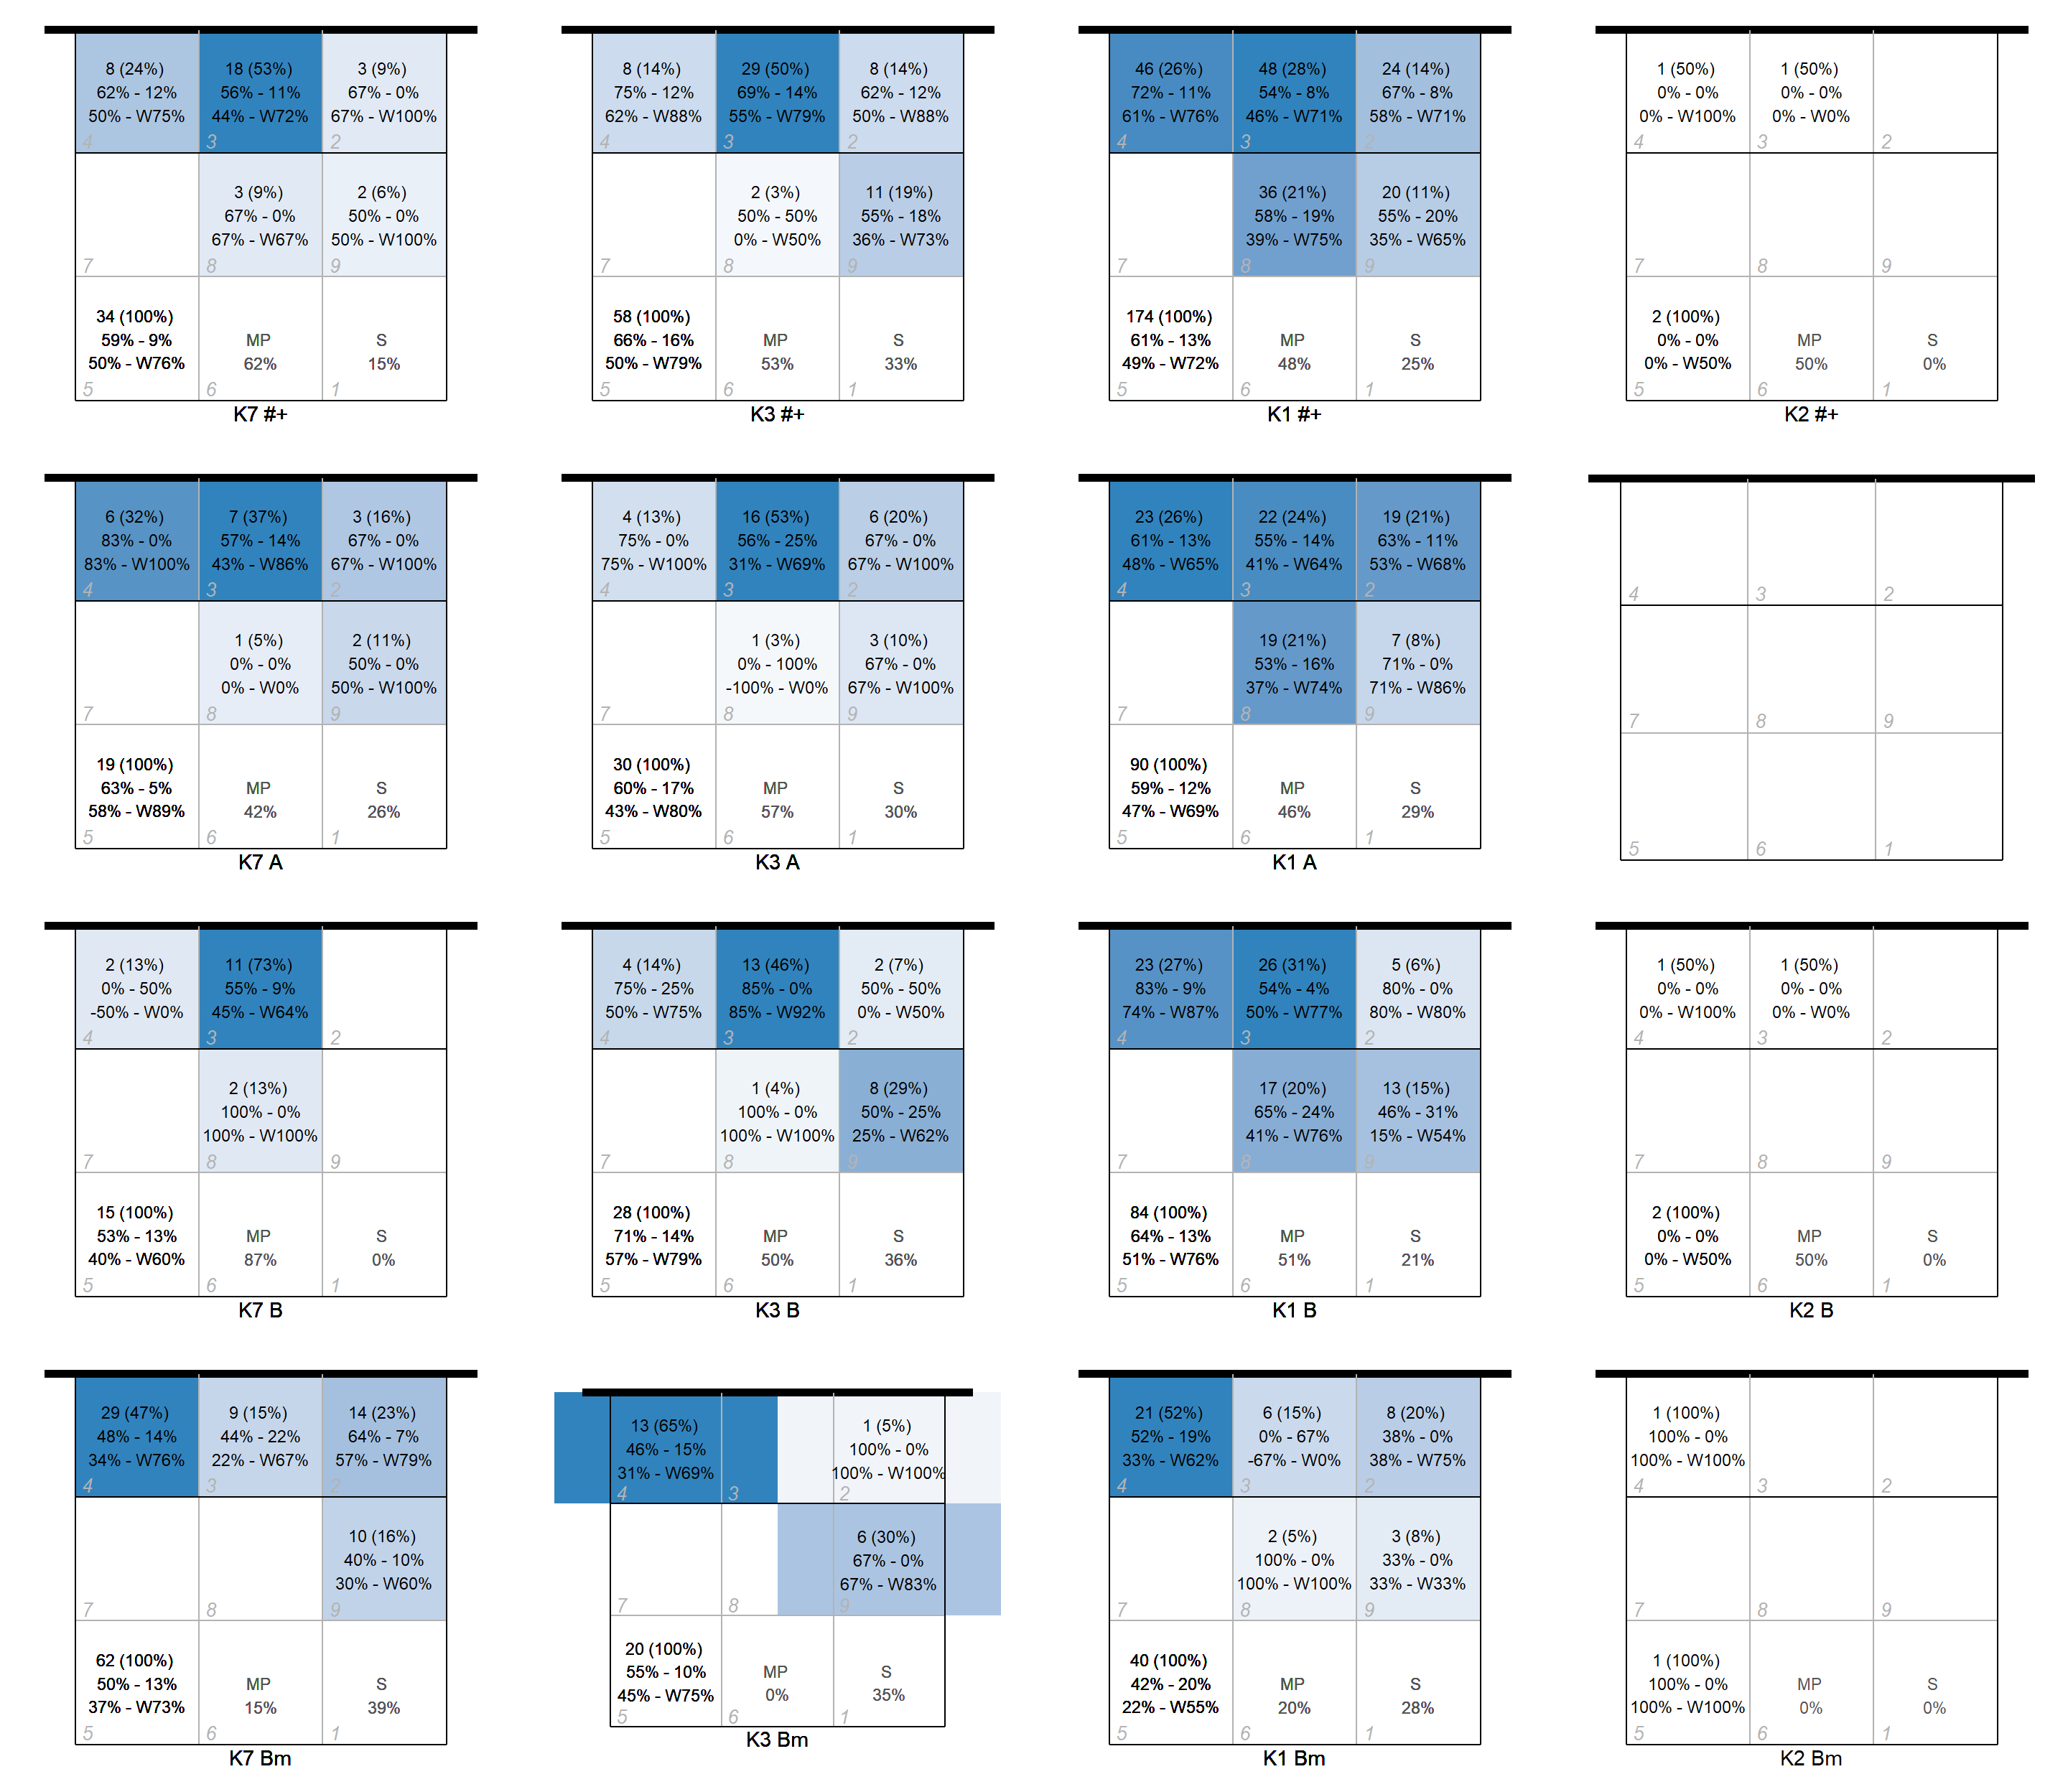 8 (24%)
62% - 12%
50% - W75%
4
18 (53%)
56% - 11%
44% - W72%
3
3 (9%)
67% - 0%
67% - W100%
2
7
3 (9%)
67% - 0%
67% - W67%
8
2 (6%)
50% - 0%
50% - W100%
9
34 (100%)
59% - 9%
50% - W76%
5
MP
62%
6
S
15%
1
K7 #+
8 (14%)
75% - 12%
62% - W88%
4
29 (50%)
69% - 14%
55% - W79%
3
8 (14%)
62% - 12%
50% - W88%
2
7
2 (3%)
50% - 50%
0% - W50%
8
11 (19%)
55% - 18%
36% - W73%
9
58 (100%)
66% - 16%
50% - W79%
5
MP
53%
6
S
33%
1
K3 #+
46 (26%)
72% - 11%
61% - W76%
4
48 (28%)
54% - 8%
46% - W71%
3
24 (14%)
67% - 8%
58% - W71%
2
7
36 (21%)
58% - 19%
39% - W75%
8
20 (11%)
55% - 20%
35% - W65%
9
174 (100%)
61% - 13%
49% - W72%
5
MP
48%
6
S
25%
1
K1 #+
1 (50%)
0% - 0%
0% - W100%
4
1 (50%)
0% - 0%
0% - W0%
3
2
7
8
9
2 (100%)
0% - 0%
0% - W50%
5
MP
50%
6
S
0%
1
K2 #+
6 (32%)
83% - 0%
83% - W100%
4
7 (37%)
57% - 14%
43% - W86%
3
3 (16%)
67% - 0%
67% - W100%
2
7
1 (5%)
0% - 0%
0% - W0%
8
2 (11%)
50% - 0%
50% - W100%
9
19 (100%)
63% - 5%
58% - W89%
5
MP
42%
6
S
26%
1
K7 A
4 (13%)
75% - 0%
75% - W100%
4
16 (53%)
56% - 25%
31% - W69%
3
6 (20%)
67% - 0%
67% - W100%
2
7
1 (3%)
0% - 100%
-100% - W0%
8
3 (10%)
67% - 0%
67% - W100%
9
30 (100%)
60% - 17%
43% - W80%
5
MP
57%
6
S
30%
1
K3 A
23 (26%)
61% - 13%
48% - W65%
4
22 (24%)
55% - 14%
41% - W64%
3
19 (21%)
63% - 11%
53% - W68%
2
7
19 (21%)
53% - 16%
37% - W74%
8
7 (8%)
71% - 0%
71% - W86%
9
90 (100%)
59% - 12%
47% - W69%
5
MP
46%
6
S
29%
1
K1 A
4
3
2
7
8
9
5
6
1
2 (13%)
0% - 50%
-50% - W0%
4
11 (73%)
55% - 9%
45% - W64%
3
2
7
2 (13%)
100% - 0%
100% - W100%
8
9
15 (100%)
53% - 13%
40% - W60%
5
MP
87%
6
S
0%
1
K7 B
4 (14%)
75% - 25%
50% - W75%
4
13 (46%)
85% - 0%
85% - W92%
3
2 (7%)
50% - 50%
0% - W50%
2
7
1 (4%)
100% - 0%
100% - W100%
8
8 (29%)
50% - 25%
25% - W62%
9
28 (100%)
71% - 14%
57% - W79%
5
MP
50%
6
S
36%
1
K3 B
23 (27%)
83% - 9%
74% - W87%
4
26 (31%)
54% - 4%
50% - W77%
3
5 (6%)
80% - 0%
80% - W80%
2
7
17 (20%)
65% - 24%
41% - W76%
8
13 (15%)
46% - 31%
15% - W54%
9
84 (100%)
64% - 13%
51% - W76%
5
MP
51%
6
S
21%
1
K1 B
1 (50%)
0% - 0%
0% - W100%
4
1 (50%)
0% - 0%
0% - W0%
3
2
7
8
9
2 (100%)
0% - 0%
0% - W50%
5
MP
50%
6
S
0%
1
K2 B
29 (47%)
48% - 14%
34% - W76%
4
9 (15%)
44% - 22%
22% - W67%
3
14 (23%)
64% - 7%
57% - W79%
2
7
8
10 (16%)
40% - 10%
30% - W60%
9
62 (100%)
50% - 13%
37% - W73%
5
MP
15%
6
S
39%
1
K7 Bm
13 (65%)
46% - 15%
31% - W69%
4
3
1 (5%)
100% - 0%
100% - W100%
2
7
8
6 (30%)
67% - 0%
67% - W83%
9
20 (100%)
55% - 10%
45% - W75%
5
MP
0%
6
S
35%
1
K3 Bm
21 (52%)
52% - 19%
33% - W62%
4
6 (15%)
0% - 67%
-67% - W0%
3
8 (20%)
38% - 0%
38% - W75%
2
7
2 (5%)
100% - 0%
100% - W100%
8
3 (8%)
33% - 0%
33% - W33%
9
40 (100%)
42% - 20%
22% - W55%
5
MP
20%
6
S
28%
1
K1 Bm
1 (100%)
100% - 0%
100% - W100%
4
3
2
7
8
9
1 (100%)
100% - 0%
100% - W100%
5
MP
0%
6
S
0%
1
K2 Bm